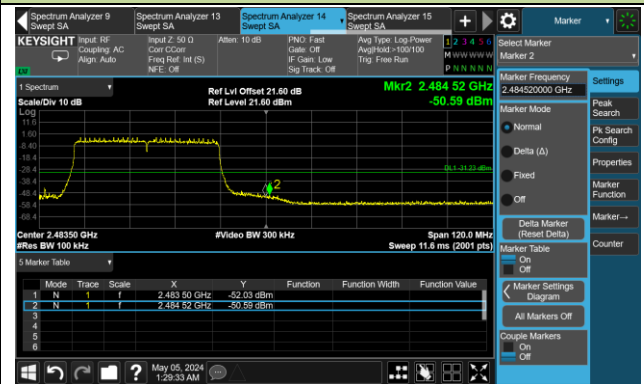 Spectrum Analyzer 9
Swept SA
Spectrum Analyzer 13
Swept SA
Spectrum Analyzer 14
Swept SA
Spectrum Analyzer 15
Swept SA
+
Marker
KEYSIGHT
Input: RF
Coupling: AC
Align: Auto
Input Z: 50 Ω
Corr CCorr
Freq Ref: Int (S)
NFE: Off
Atten: 10 dB
PNO: Fast
Gate: Off
IF Gain: Low
Sig Track: Off
Avg Type: Log-Power
Avg|Hold:>100/100
Trig: Free Run
1 2 3 4 5 6
M W W W W W
P N N N N N
LW
Select Marker
Marker 2
1 Spectrum
Scale/Div 10 dB
Log
Ref Lvl Offset 21.60 dB
Ref Level 21.60 dBm
Mkr2 2.484 52 GHz
-50.59 dBm
11.6
1.60
-8.40
-18.4
-28.4
-38.4
-48.4
-58.4
-68.4
DL1 -31.23 dBm
2
Center 2.48350 GHz
#Res BW 100 kHz
#Video BW 300 kHz
Span 120.0 MHz
Sweep 11.6 ms (2001 pts)
5 Marker Table
Mode Trace Scale X Y Function Function Width Function Value
1 N 1 f 2.483 50 GHz -52.03 dBm
2 N 1 f 2.484 52 GHz -50.59 dBm
3
4
5
6
Marker Frequency
2.484520000 GHz
Marker Mode
Normal
Delta (Δ)
Fixed
Off
Delta Marker
(Reset Delta)
Marker Table
On
Off
Marker Settings
Diagram
All Markers Off
Couple Markers
On
Off
Settings
Peak
Search
Pk Search
Config
Properties
Marker
Function
Marker→
Counter
?
May 05, 2024
1:29:33 AM